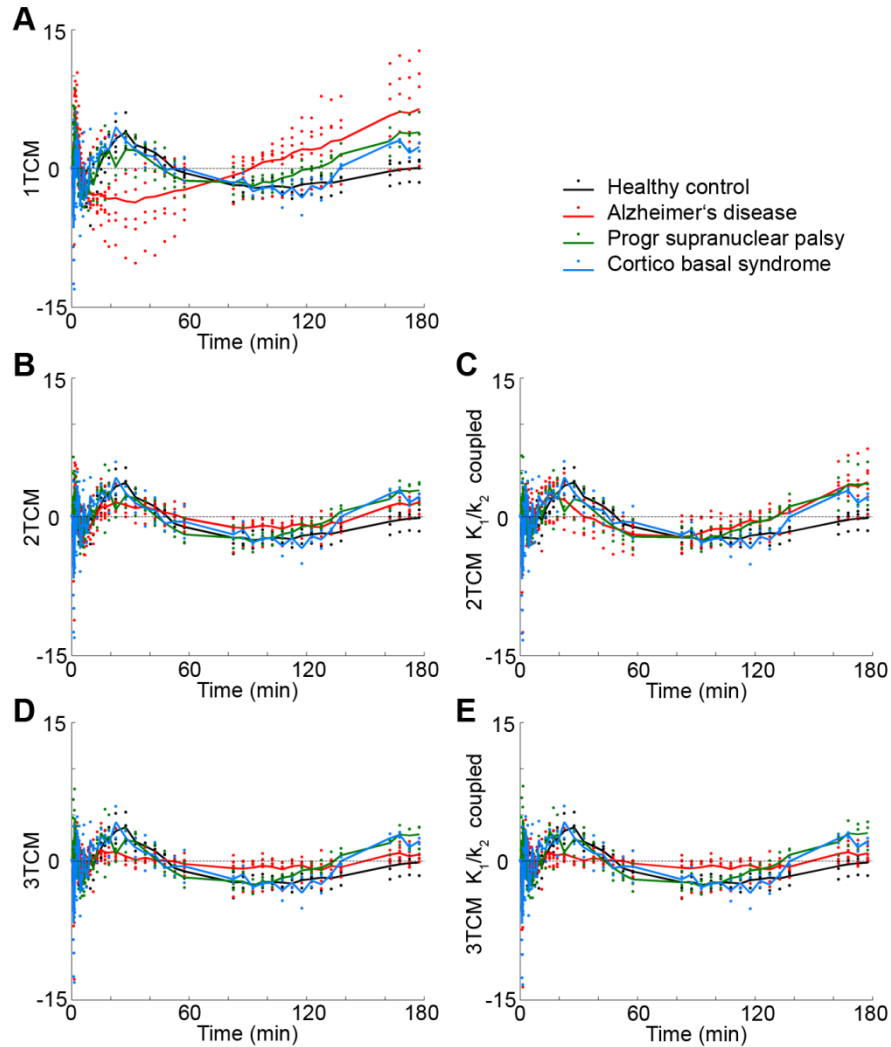 A
15
1TCM
0
-15
0
60
120
180
Time (min)
Healthy control
Alzheimer‘s disease
Progr supranuclear palsy
Cortico basal syndrome
B
15
2TCM
0
-15
0
60
120
180
Time (min)
C
15
2TCM K1/k2 coupled
0
-15
0
60
120
180
Time (min)
D
15
3TCM
0
-15
0
60
120
180
Time (min)
E
15
3TCM K1/k2 coupled
0
-15
0
60
120
180
Time (min)